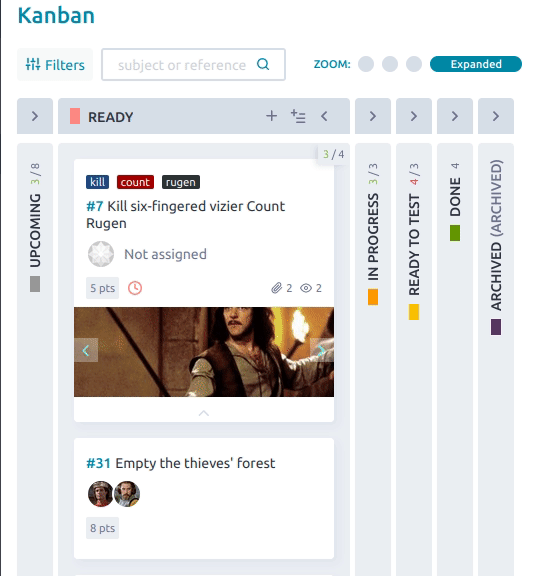 Kanban
Filters
subject or reference
ZOOM:
Expanded
READY
3 / 4
kill count rugen
#7 Kill six-fingered vizier Count
Rugen
Not assigned
5 pts
2
2
#31 Empty the thieves' forest
8 pts
UPCOMING 3 / 8
IN PROGRESS 3 / 3
READY TO TEST 4 / 3
DONE 4
ARCHIVED (ARCHIVED)